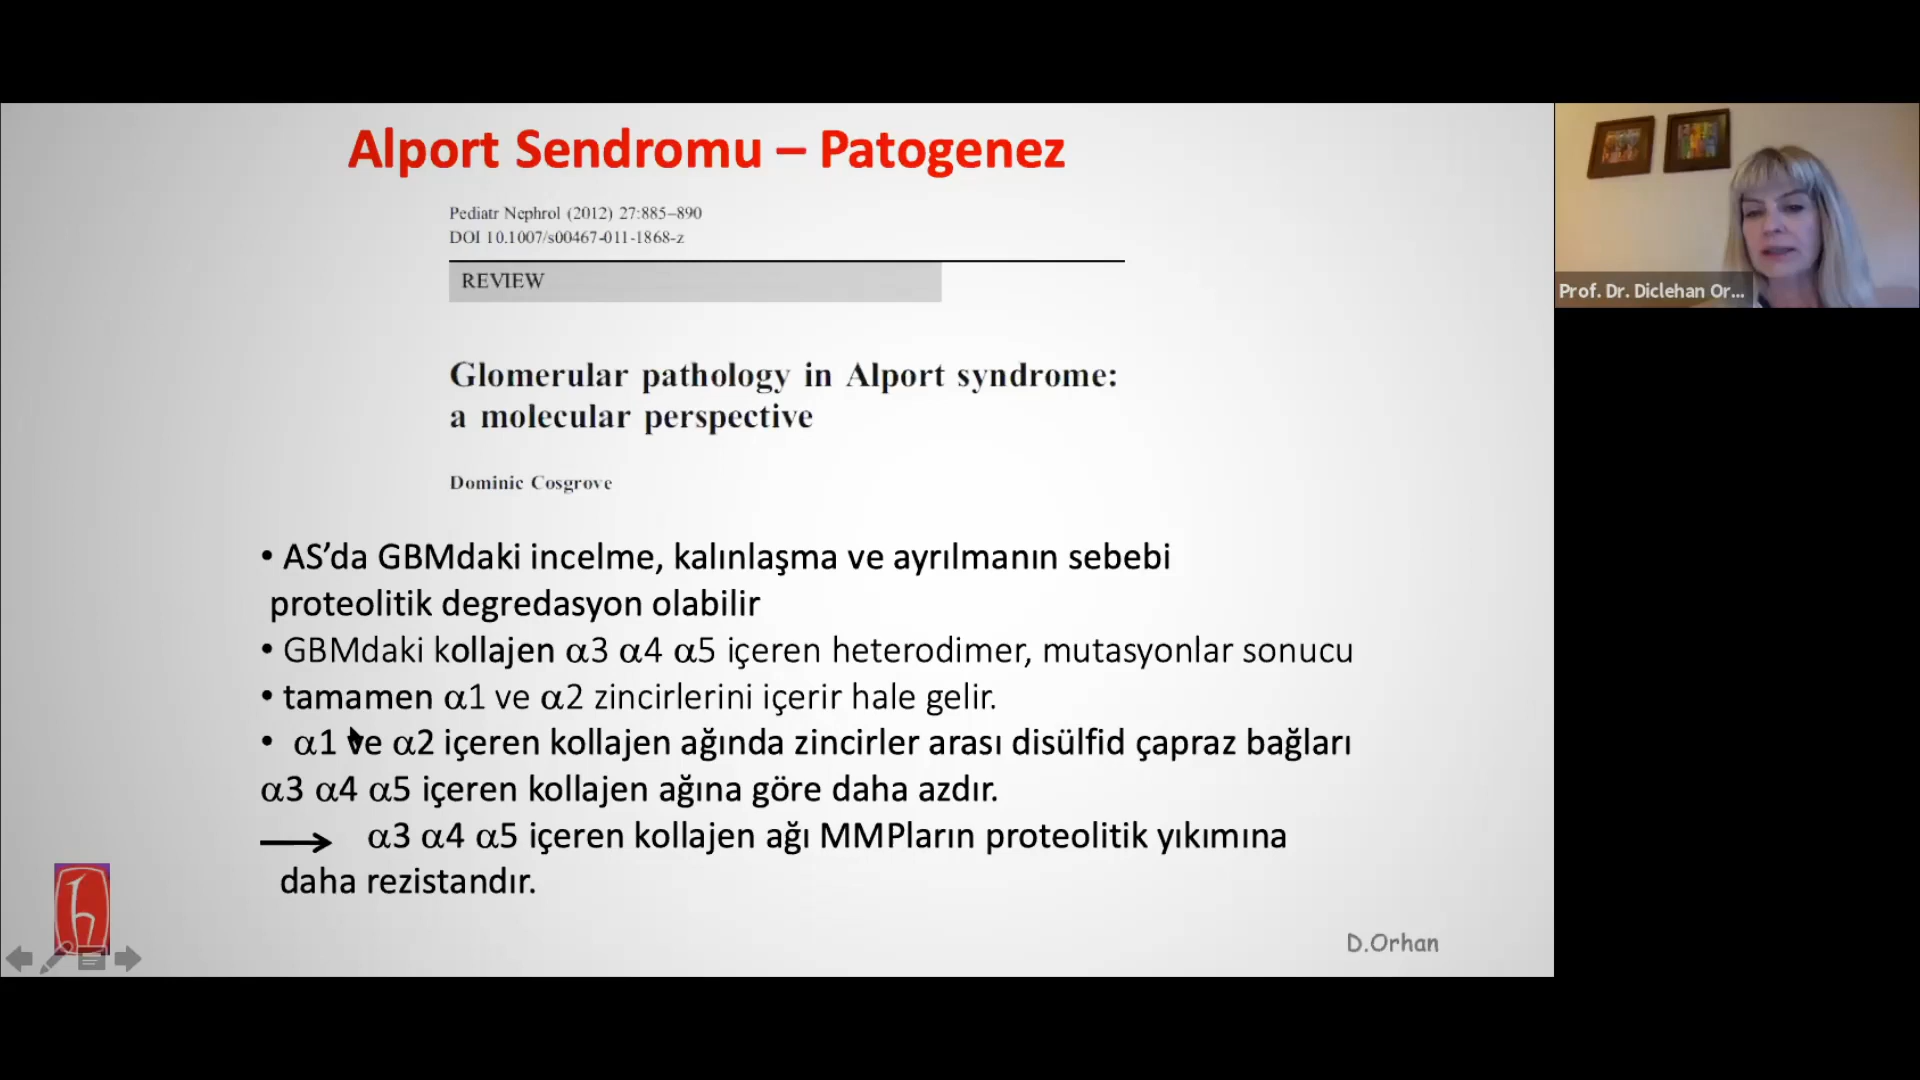 Alport Sendromu – Patogenez
Pediatr Nephrol (2012) 27:885–890
DOI 10.1007/s00467-011-1868-z
REVIEW
Glomerular pathology in Alport syndrome:
a molecular perspective
Dominic Cosgrove
• AS’da GBMdaki incelme, kalınlaşma ve ayrılmanın sebebi
proteolitik degredasyon olabilir
• GBMdaki kollajen α3 α4 α5 içeren heterodimer, mutasyonlar sonucu
• tamamen α1 ve α2 zincirlerini içerir hale gelir.
• α1 ve α2 içeren kollajen ağında zincirler arası disülfid çapraz bağları
α3 α4 α5 içeren kollajen ağına göre daha azdır.
→ α3 α4 α5 içeren kollajen ağı MMPların proteolitik yıkımına
daha rezistandır.
D.Orhan
Prof. Dr. Diclehan Or...